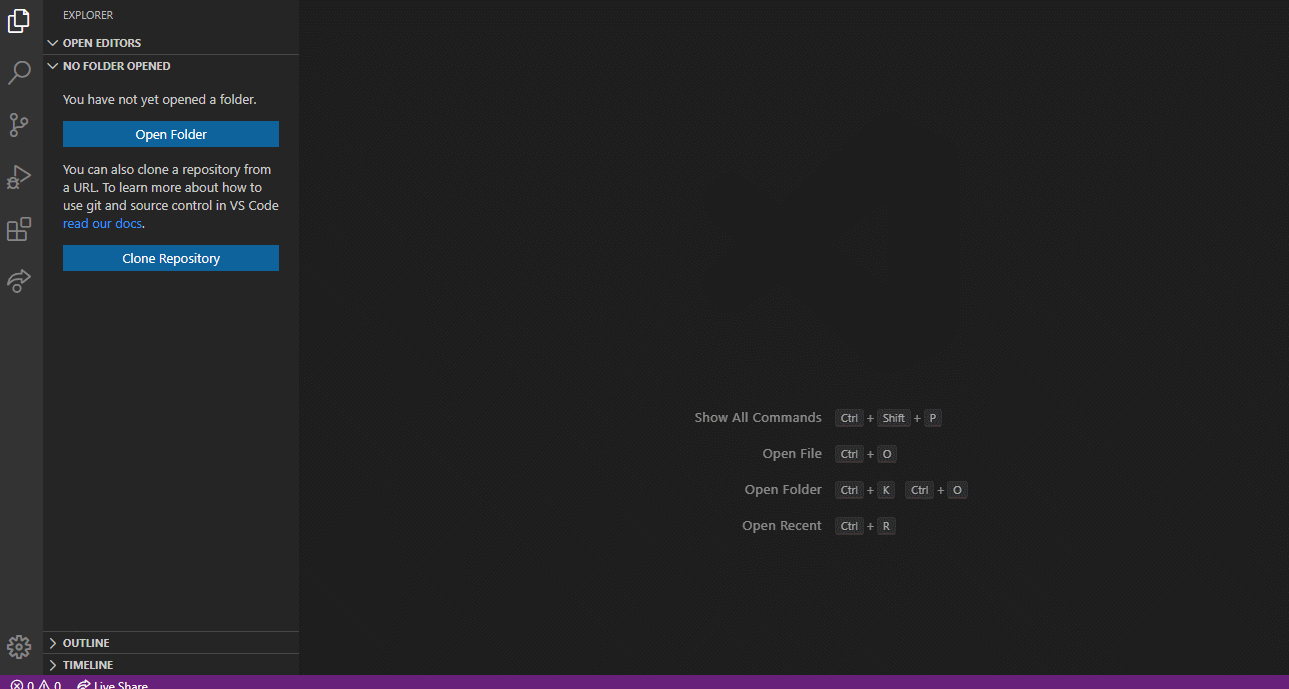 EXPLORER
OPEN EDITORS
NO FOLDER OPENED
You have not yet opened a folder.
Open Folder
You can also clone a repository from
a URL. To learn more about how to
use git and source control in VS Code
read our docs.
Clone Repository
Show All Commands Ctrl + Shift + P
Open File Ctrl + O
Open Folder Ctrl + K Ctrl + O
Open Recent Ctrl + R
OUTLINE
TIMELINE
0 0 Live Share